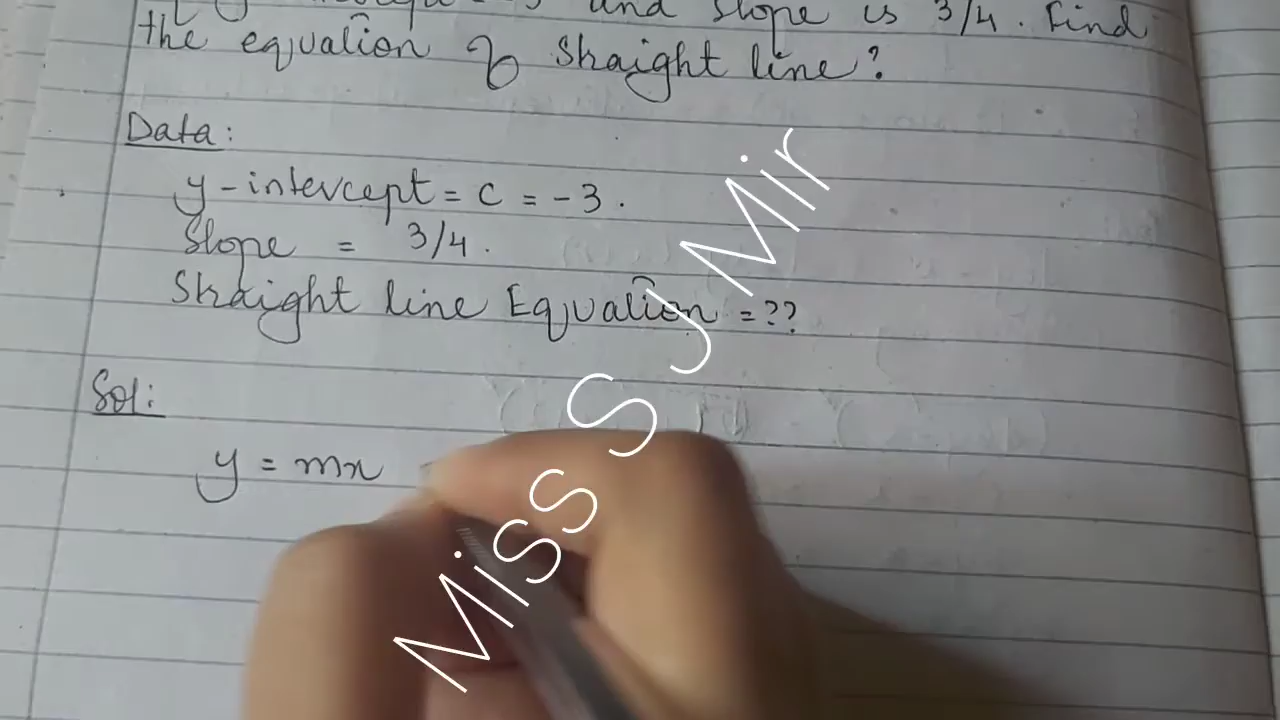 and slope is 3/4. Find
the equation of Straight line?
Data:
y-intercept = c = -3.
Slope = 3/4.
Straight line Equation = ??
Sol:
y = mx
Miss S J Mir